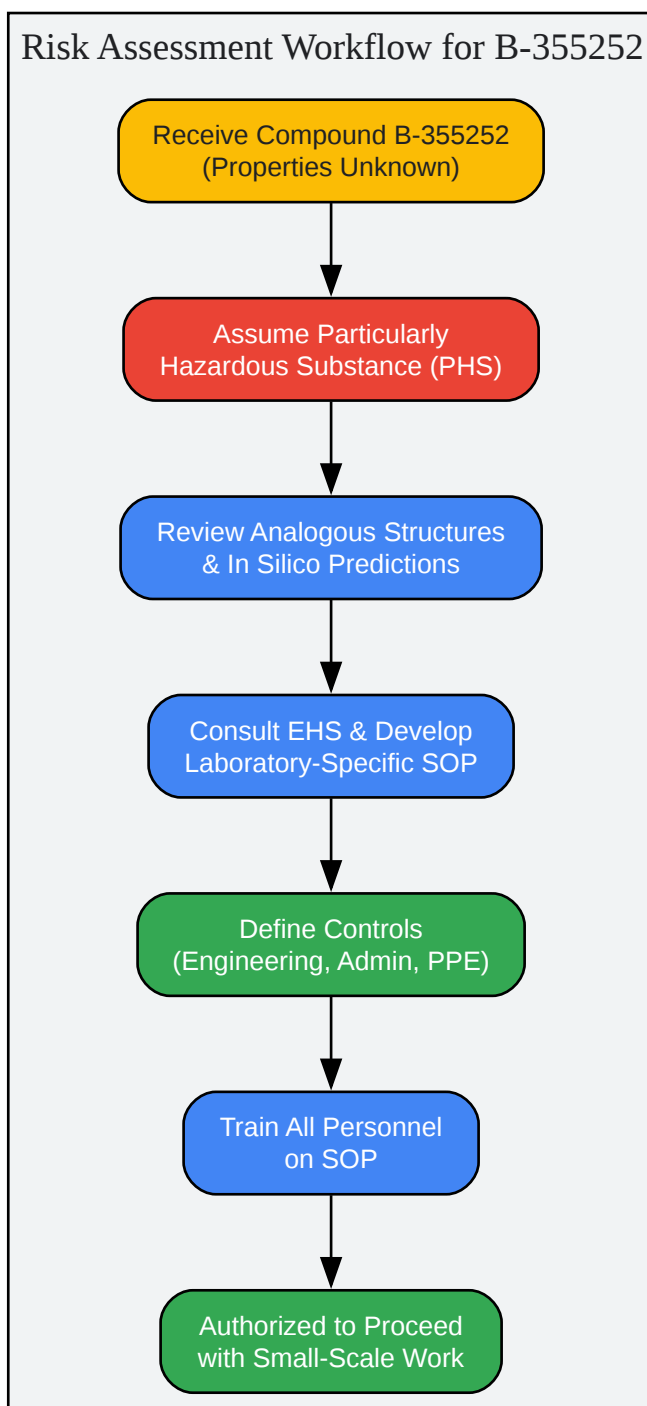 Risk Assessment Workflow for B-355252
Receive Compound B-355252
(Properties Unknown)
Assume Particularly
Hazardous Substance (PHS)
Review Analogous Structures
& In Silico Predictions
Consult EHS & Develop
Laboratory-Specific SOP
Define Controls
(Engineering, Admin, PPE)
Train All Personnel
on SOP
Authorized to Proceed
with Small-Scale Work